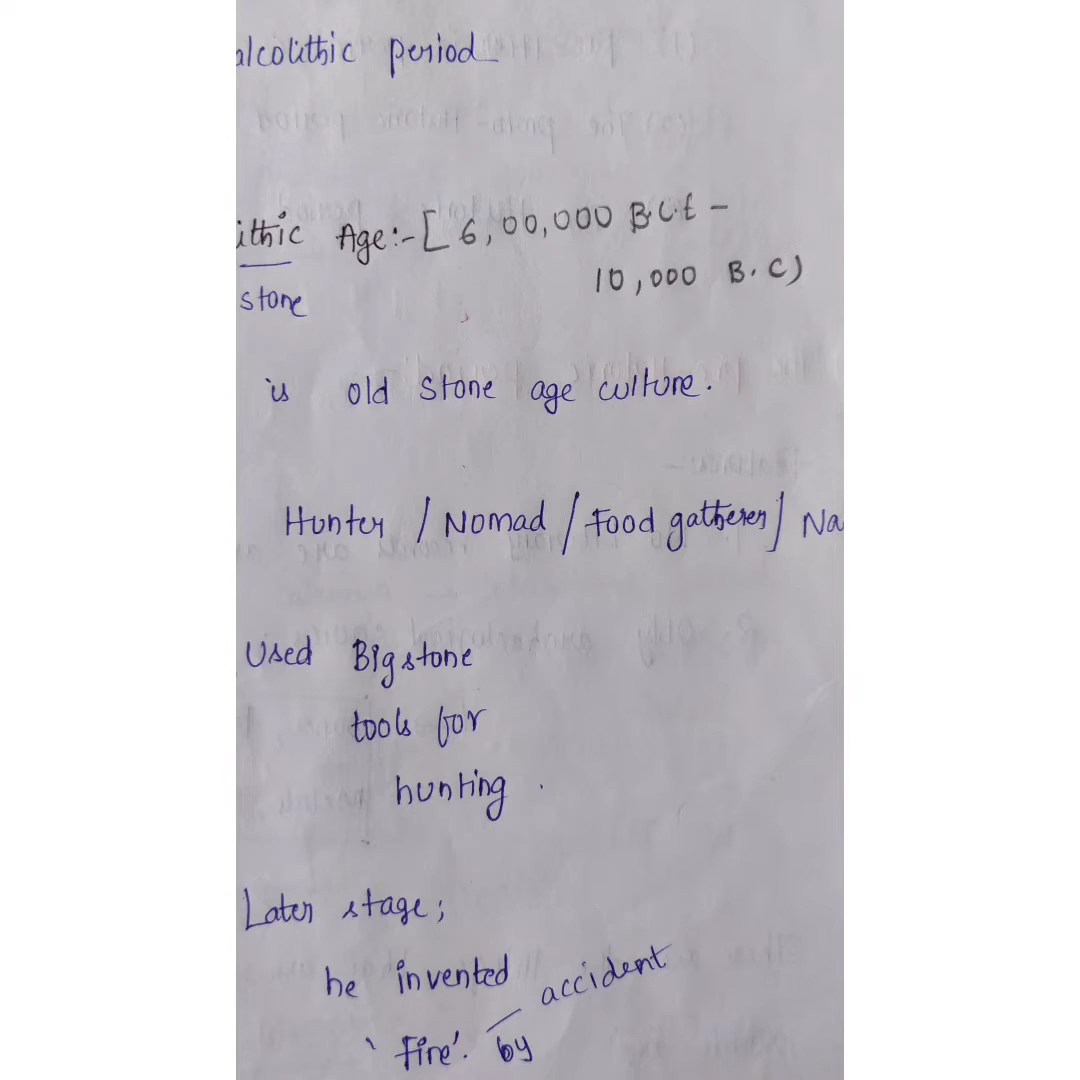 alcolithic period
ithic Age:- [ 6,00,000 B.C.E -
10,000 B.C)
stone
is old stone age culture.
Hunter / Nomad / Food gatherer / Na
Used Big stone
tools for
hunting.
Later stage;
he invented accident
'fire'. by